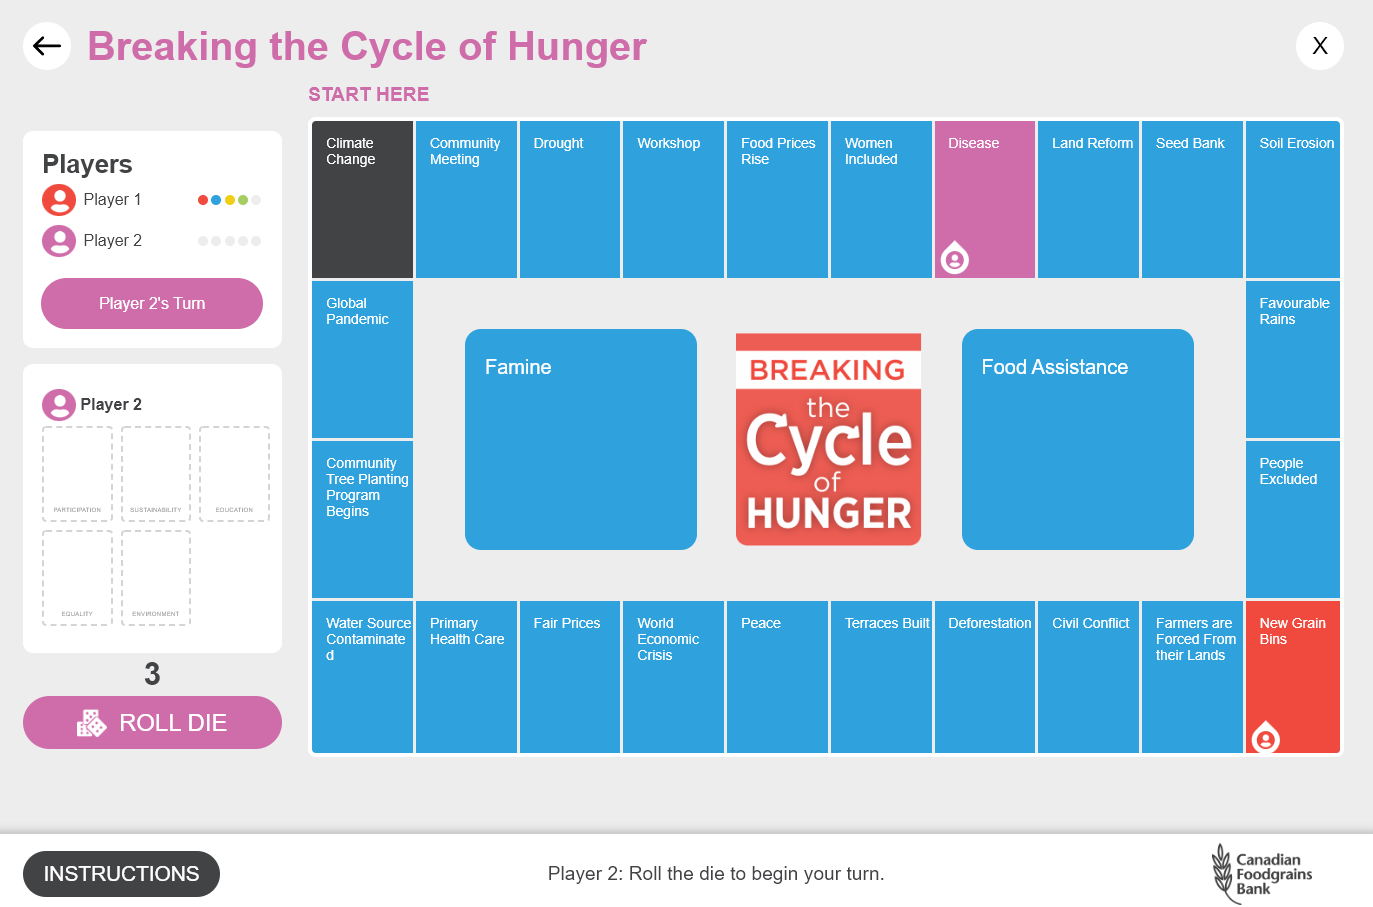 Breaking the Cycle of Hunger
X
START HERE
Players
Player 1
Player 2
Player 2's Turn
Player 2
PARTICIPATION
SUSTAINABILITY
EDUCATION
EQUALITY
ENVIRONMENT
3
ROLL DIE
Climate
Change
Community
Meeting
Drought
Workshop
Food Prices
Rise
Women
Included
Disease
Land Reform
Seed Bank
Soil Erosion
Global
Pandemic
Favourable
Rains
Famine
BREAKING
the
Cycle
of
HUNGER
Food Assistance
Community
Tree Planting
Program
Begins
People
Excluded
Water Source
Contaminate
d
Primary
Health Care
Fair Prices
World
Economic
Crisis
Peace
Terraces Built
Deforestation
Civil Conflict
Farmers are
Forced From
their Lands
New Grain
Bins
INSTRUCTIONS
Player 2: Roll the die to begin your turn.
Canadian
Foodgrains
Bank